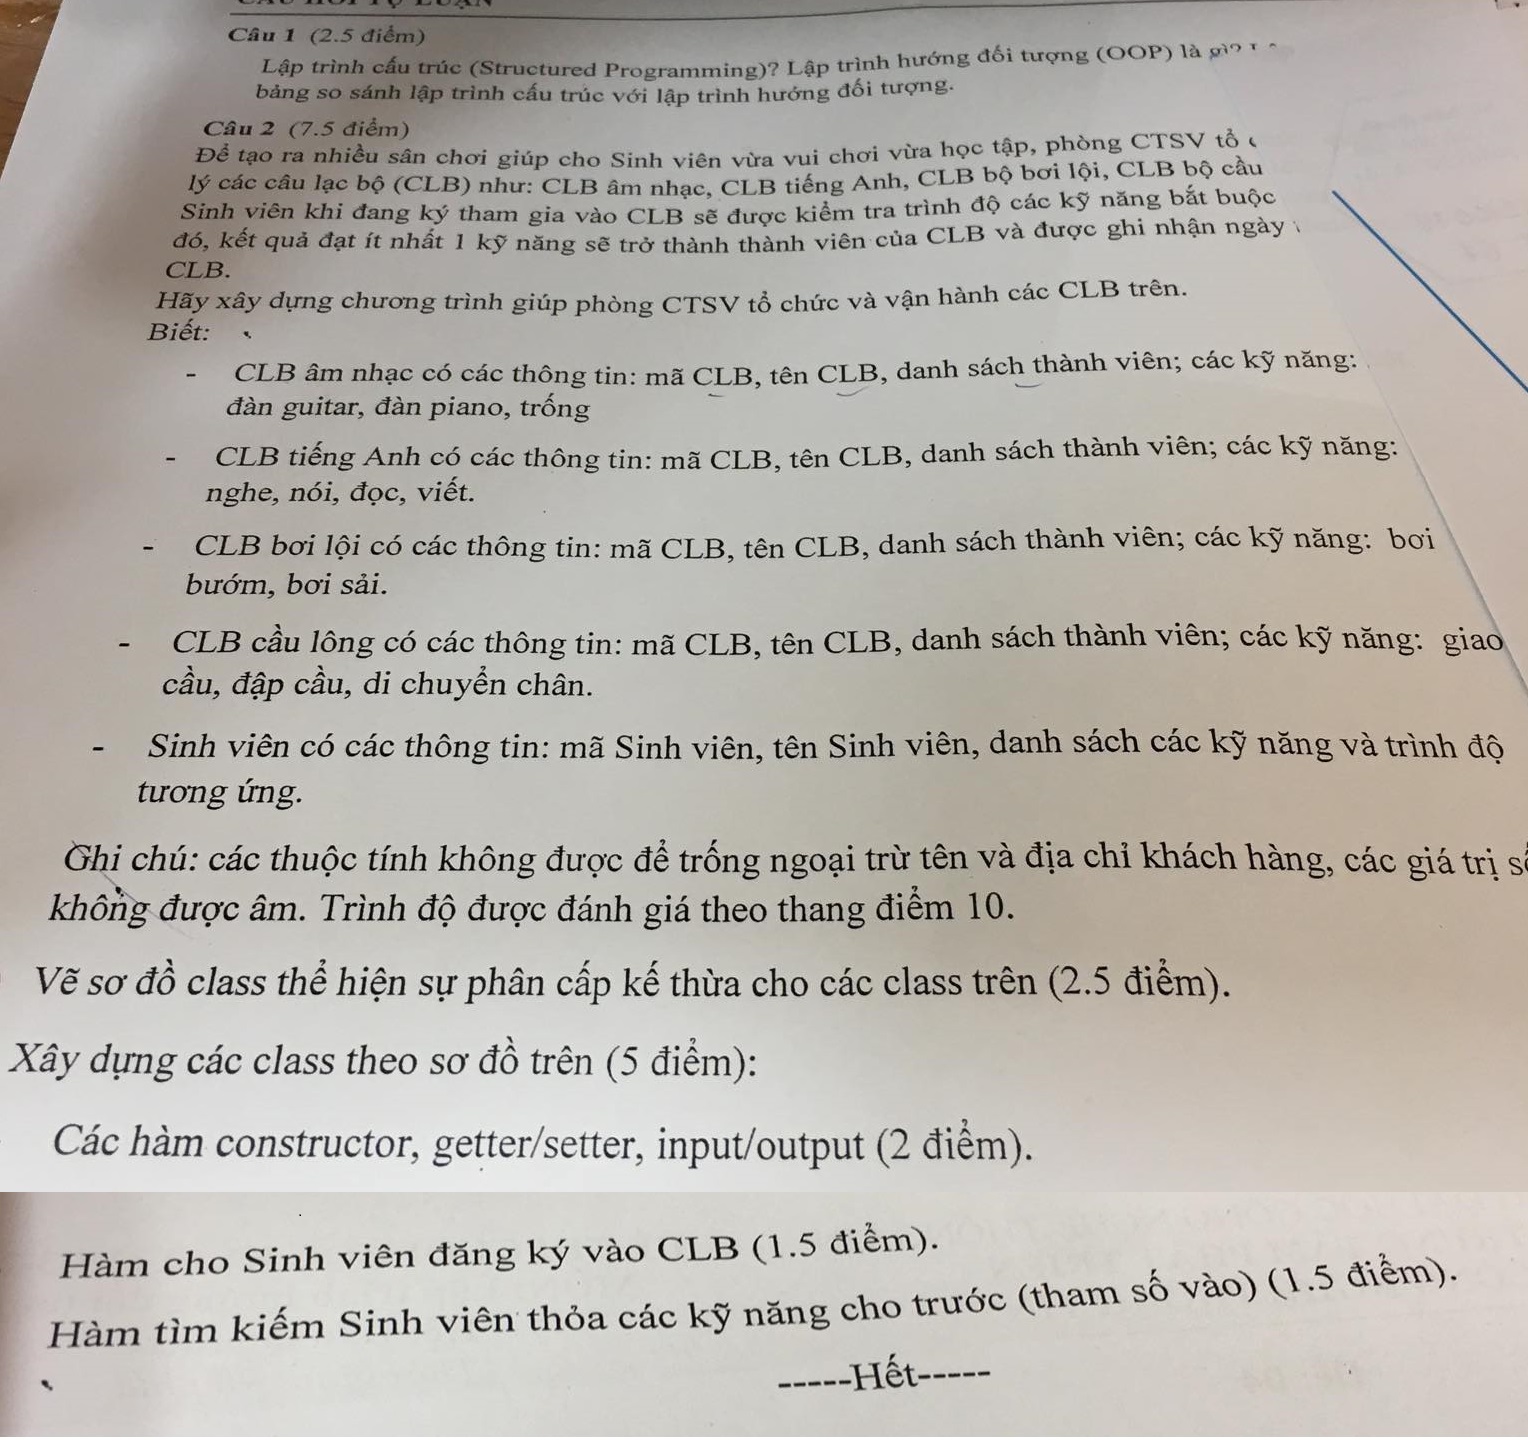 Câu 1 (2.5 điểm)
Lập trình cấu trúc (Structured Programming)? Lập trình hướng đối tượng (OOP) là gì?
bảng so sánh lập trình cấu trúc với lập trình hướng đối tượng.
Câu 2 (7.5 điểm)
Để tạo ra nhiều sân chơi giúp cho Sinh viên vừa vui chơi vừa học tập, phòng CTSV tổ
lý các câu lạc bộ (CLB) như: CLB âm nhạc, CLB tiếng Anh, CLB bộ bơi lội, CLB bộ cầu
Sinh viên khi đang ký tham gia vào CLB sẽ được kiểm tra trình độ các kỹ năng bắt buộc
đó, kết quả đạt ít nhất 1 kỹ năng sẽ trở thành thành viên của CLB và được ghi nhận ngày
CLB.
Hãy xây dựng chương trình giúp phòng CTSV tổ chức và vận hành các CLB trên.
Biết:
- CLB âm nhạc có các thông tin: mã CLB, tên CLB, danh sách thành viên; các kỹ năng:
đàn guitar, đàn piano, trống
- CLB tiếng Anh có các thông tin: mã CLB, tên CLB, danh sách thành viên; các kỹ năng:
nghe, nói, đọc, viết.
- CLB bơi lội có các thông tin: mã CLB, tên CLB, danh sách thành viên; các kỹ năng: bơi
bướm, bơi sải.
- CLB cầu lông có các thông tin: mã CLB, tên CLB, danh sách thành viên; các kỹ năng: giao
cầu, đập cầu, di chuyển chân.
- Sinh viên có các thông tin: mã Sinh viên, tên Sinh viên, danh sách các kỹ năng và trình độ
tương ứng.
Ghi chú: các thuộc tính không được để trống ngoại trừ tên và địa chỉ khách hàng, các giá trị số
không được âm. Trình độ được đánh giá theo thang điểm 10.
Vẽ sơ đồ class thể hiện sự phân cấp kế thừa cho các class trên (2.5 điểm).
Xây dựng các class theo sơ đồ trên (5 điểm):
Các hàm constructor, getter/setter, input/output (2 điểm).
Hàm cho Sinh viên đăng ký vào CLB (1.5 điểm).
Hàm tìm kiếm Sinh viên thỏa các kỹ năng cho trước (tham số vào) (1.5 điểm).
-----Hết-----